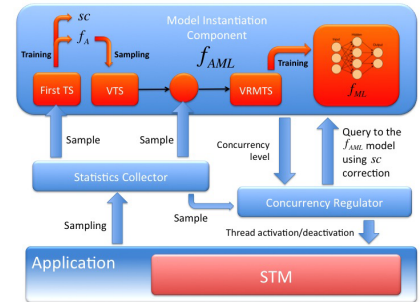 Model Instantiation
Component
sc
f_A
Training
Sampling
f_AML
Training
First TS
VTS
VRMTS
f_ML
Sample
Sample
Concurrency
level
Query to the
f_AML model
using sc
correction
Statistics Collector
Concurrency Regulator
Sampling
Sample
Thread activation/deactivation
Application
STM